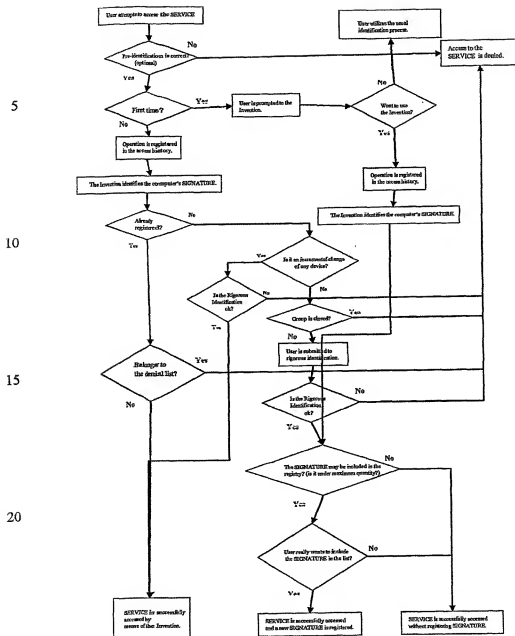 User attempts to access the SERVICE
User utilizes the usual
identification process.
No
Pre-identification is correct?
(optional)
Access to the
SERVICE is denied.
Yes
No
5
First time?
Yes
User is prompted to the
Invention.
Want to use
the Invention?
No
Yes
Operation is registered
in the access history.
Operation is registered
in the access history.
The Invention identifies the computer's SIGNATURE.
The Invention identifies the computer's SIGNATURE
Already
registered?
No
10
Yes
Yes
Is it an incremental change
of any device?
No
Is the Rigorous
Identification
ok?
No
Yes
Group is closed?
Yes
No
User is submitted to
rigorous identification.
Belongs to
the denial list?
Yes
15
Is the Rigorous
Identification
ok?
No
No
Yes
The SIGNATURE may be included in the
registry? (is it under maximum quantity?)
No
Yes
20
User really wants to include
the SIGNATURE in the list?
No
Yes
SERVICE is successfully
accessed by
means of the Invention.
SERVICE is successfully accessed
and a new SIGNATURE is registered.
SERVICE is successfully accessed
without registering SIGNATURE.